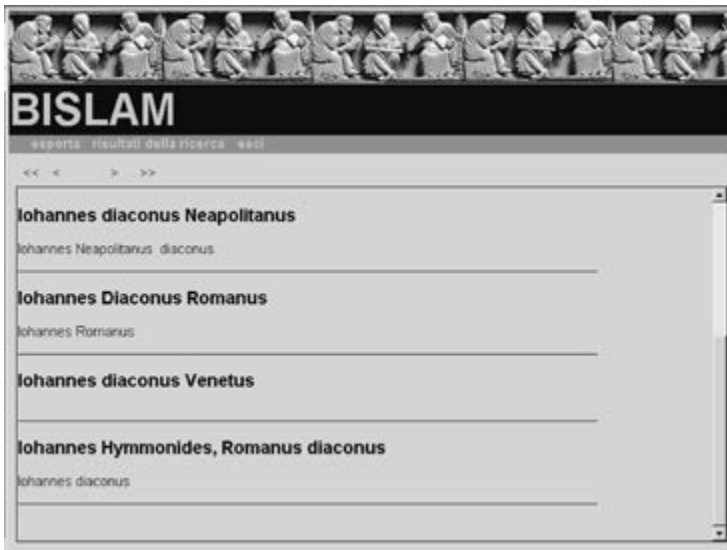 BISLAM
esporta risultati della ricerca esci
<< < > >>
Iohannes diaconus Neapolitanus
Iohannes Neapolitanus diaconus
Iohannes Diaconus Romanus
Iohannes Romanus
Iohannes diaconus Venetus
Iohannes Hymmonides, Romanus diaconus
Iohannes diaconus